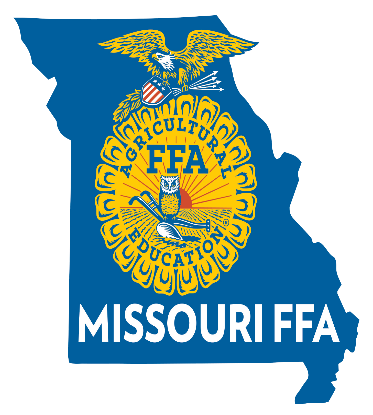 AGRICULTURAL
FFA
EDUCATION
®
MISSOURI FFA